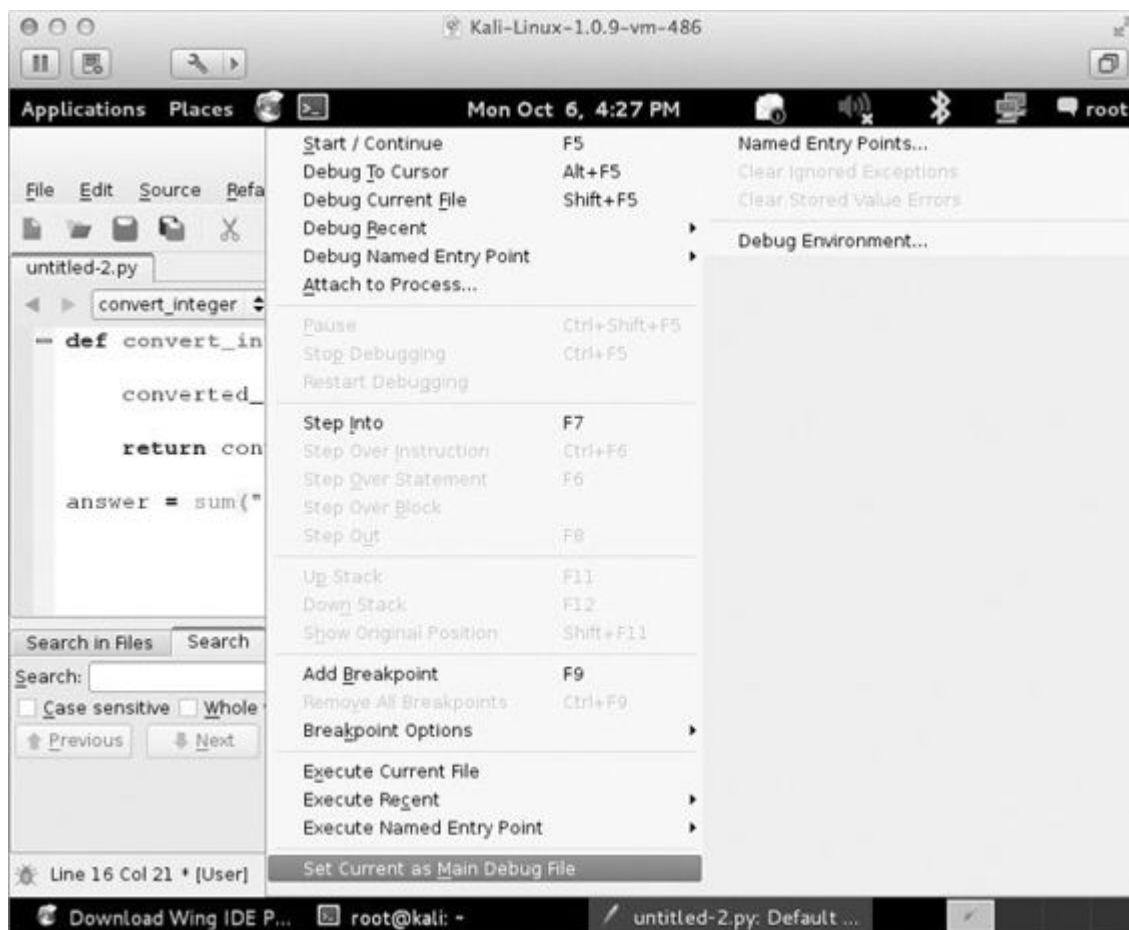 Kali-Linux-1.0.9-vm-486
Applications Places Mon Oct 6, 4:27 PM root
File Edit Source Refa
untitled-2.py
convert_integer
def convert_in
converted_
return con
answer = sum("
Search in Files Search
Search:
Case sensitive Whole
Previous Next
Line 16 Col 21 * [User]
Start / Continue F5
Debug To Cursor Alt+F5
Debug Current File Shift+F5
Debug Recent
Debug Named Entry Point
Attach to Process...
Pause Ctrl+Shift+F5
Stop Debugging Ctrl+F5
Restart Debugging
Step Into F7
Step Over Instruction Ctrl+F6
Step Over Statement F6
Step Over Block
Step Out F8
Up Stack F11
Down Stack F12
Show Original Position Shift+F11
Add Breakpoint F9
Remove All Breakpoints Ctrl+F9
Breakpoint Options
Execute Current File
Execute Recent
Execute Named Entry Point
Set Current as Main Debug File
Named Entry Points...
Clear Ignored Exceptions
Clear Stored Value Errors
Debug Environment...
Download Wing IDE P... root@kali: ~ untitled-2.py: Default ...